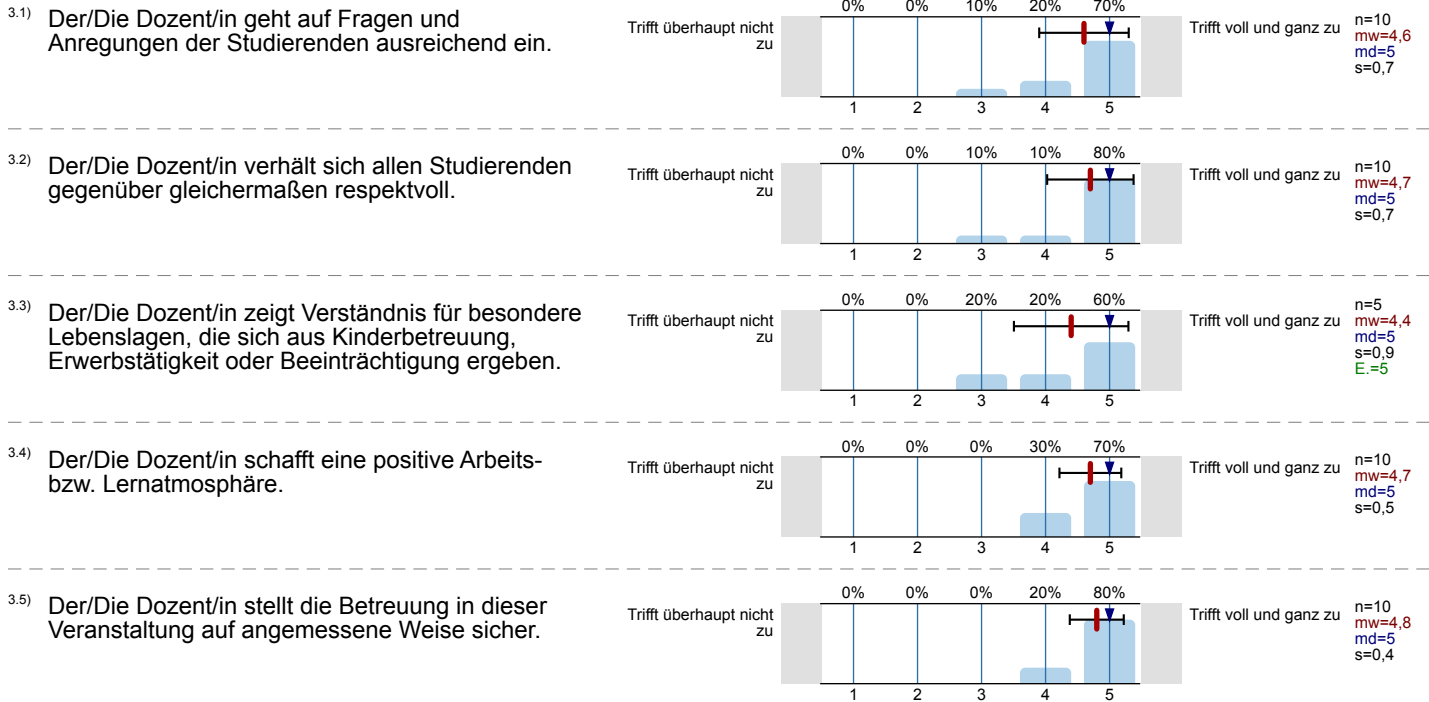 3.1) Der/Die Dozent/in geht auf Fragen und
Anregungen der Studierenden ausreichend ein.
Trifft überhaupt nicht
zu
0% 0% 10% 20% 70%
1 2 3 4 5
Trifft voll und ganz zu
n=10
mw=4,6
md=5
s=0,7
3.2) Der/Die Dozent/in verhält sich allen Studierenden
gegenüber gleichermaßen respektvoll.
Trifft überhaupt nicht
zu
0% 0% 10% 10% 80%
1 2 3 4 5
Trifft voll und ganz zu
n=10
mw=4,7
md=5
s=0,7
3.3) Der/Die Dozent/in zeigt Verständnis für besondere
Lebenslagen, die sich aus Kinderbetreuung,
Erwerbstätigkeit oder Beeinträchtigung ergeben.
Trifft überhaupt nicht
zu
0% 0% 20% 20% 60%
1 2 3 4 5
Trifft voll und ganz zu
n=5
mw=4,4
md=5
s=0,9
E.=5
3.4) Der/Die Dozent/in schafft eine positive Arbeits-
bzw. Lernatmosphäre.
Trifft überhaupt nicht
zu
0% 0% 0% 30% 70%
1 2 3 4 5
Trifft voll und ganz zu
n=10
mw=4,7
md=5
s=0,5
3.5) Der/Die Dozent/in stellt die Betreuung in dieser
Veranstaltung auf angemessene Weise sicher.
Trifft überhaupt nicht
zu
0% 0% 0% 20% 80%
1 2 3 4 5
Trifft voll und ganz zu
n=10
mw=4,8
md=5
s=0,4